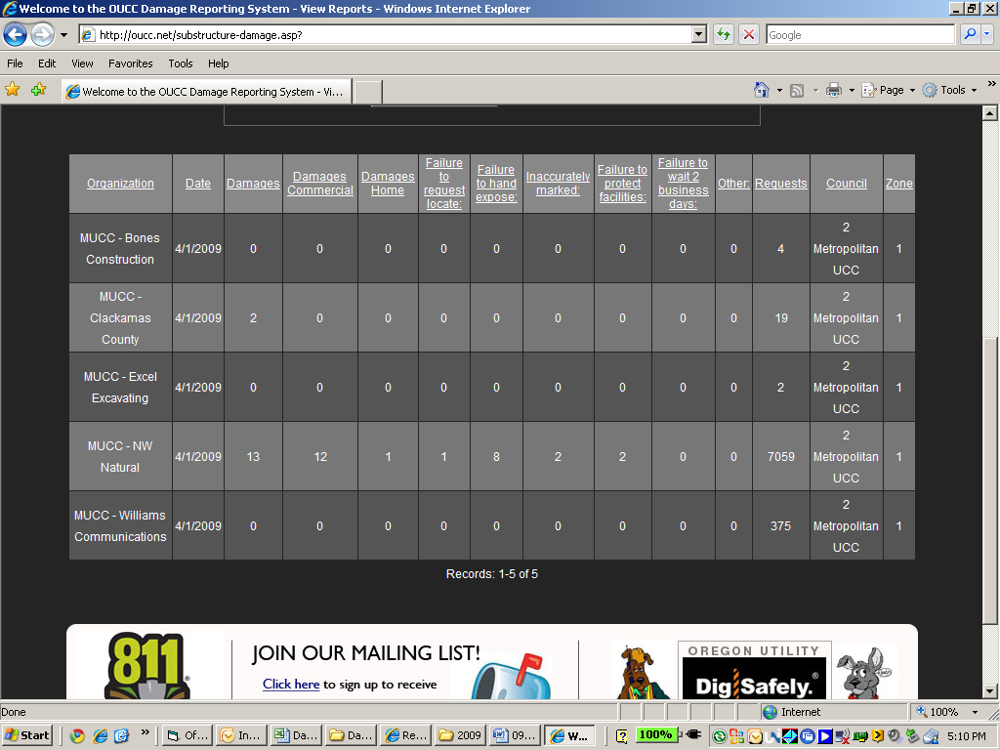 Welcome to the OUCC Damage Reporting System - View Reports - Windows Internet Explorer
http://oucc.net/substructure-damage.asp?
Google
File Edit View Favorites Tools Help
Welcome to the OUCC Damage Reporting System - Vi...
Page Tools »
Organization Date Damages Damages Commercial Damages Home Failure to request locate: Failure to hand expose: Inaccurately marked: Failure to protect facilities: Failure to wait 2 business days: Other: Requests Council Zone
MUCC - Bones Construction 4/1/2009 0 0 0 0 0 0 0 0 0 4 2 Metropolitan UCC 1
MUCC - Clackamas County 4/1/2009 2 0 0 0 0 0 0 0 0 19 2 Metropolitan UCC 1
MUCC - Excel Excavating 4/1/2009 0 0 0 0 0 0 0 0 0 2 2 Metropolitan UCC 1
MUCC - NW Natural 4/1/2009 13 12 1 1 8 2 2 0 0 7059 2 Metropolitan UCC 1
MUCC - Williams Communications 4/1/2009 0 0 0 0 0 0 0 0 0 375 2 Metropolitan UCC 1
Records: 1-5 of 5
811
JOIN OUR MAILING LIST!
Click here to sign up to receive
OREGON UTILITY
Dig Safely.®
Done Internet 100%
Start » Of... In... Da... Da... Re... 2009 09... W... 100% 5:10 PM